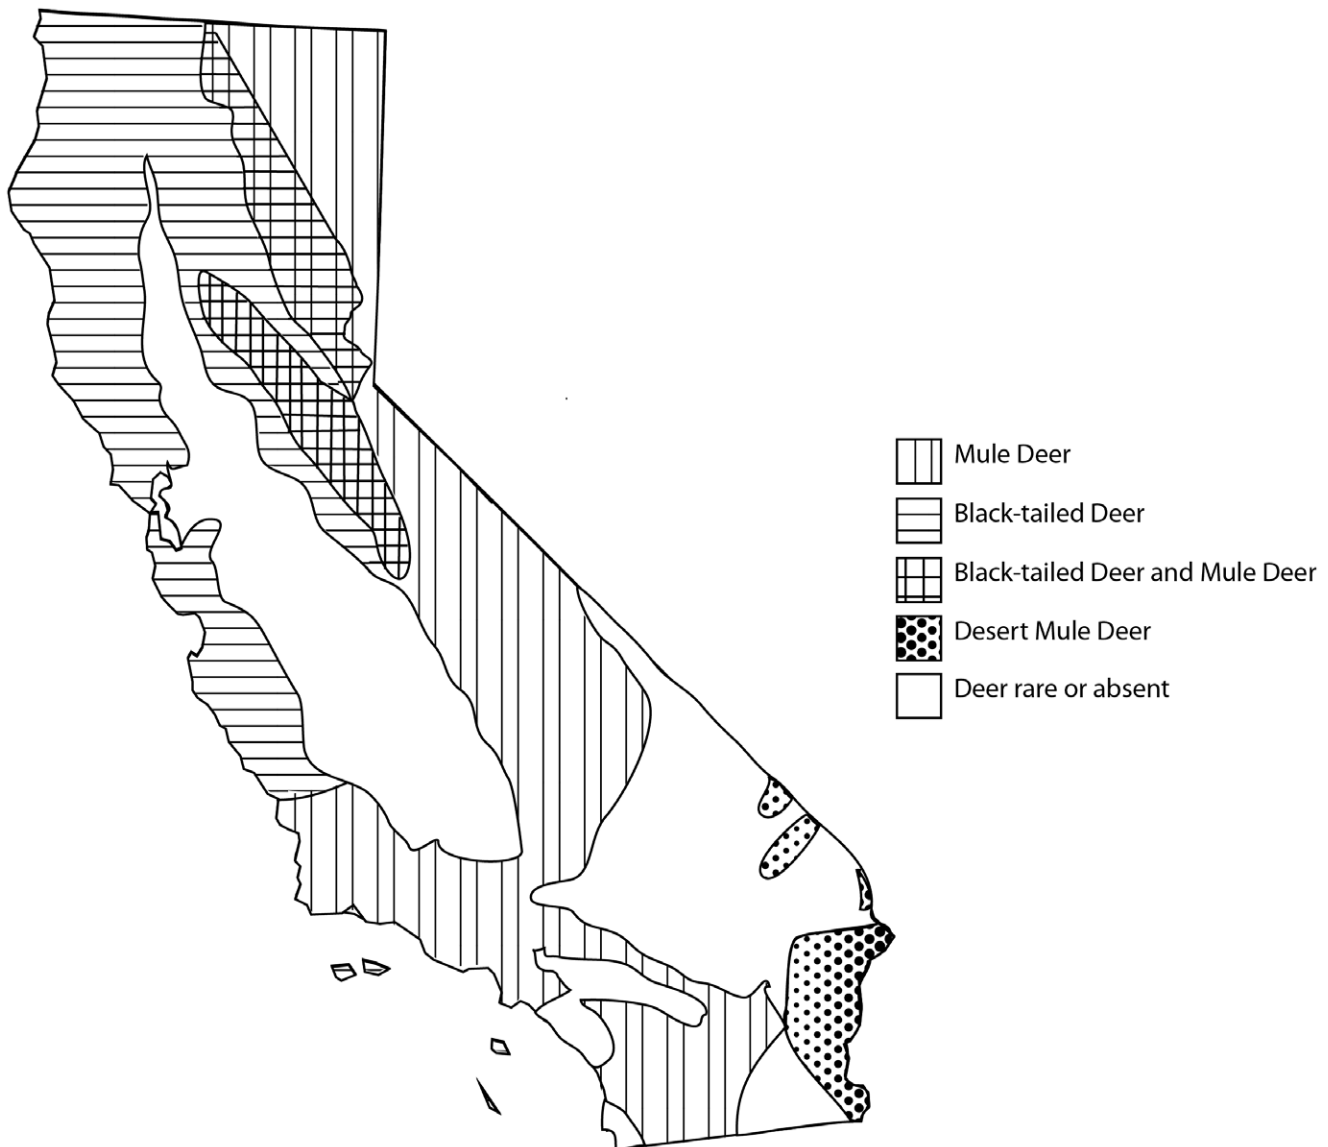 Mule Deer
Black-tailed Deer
Black-tailed Deer and Mule Deer
Desert Mule Deer
Deer rare or absent